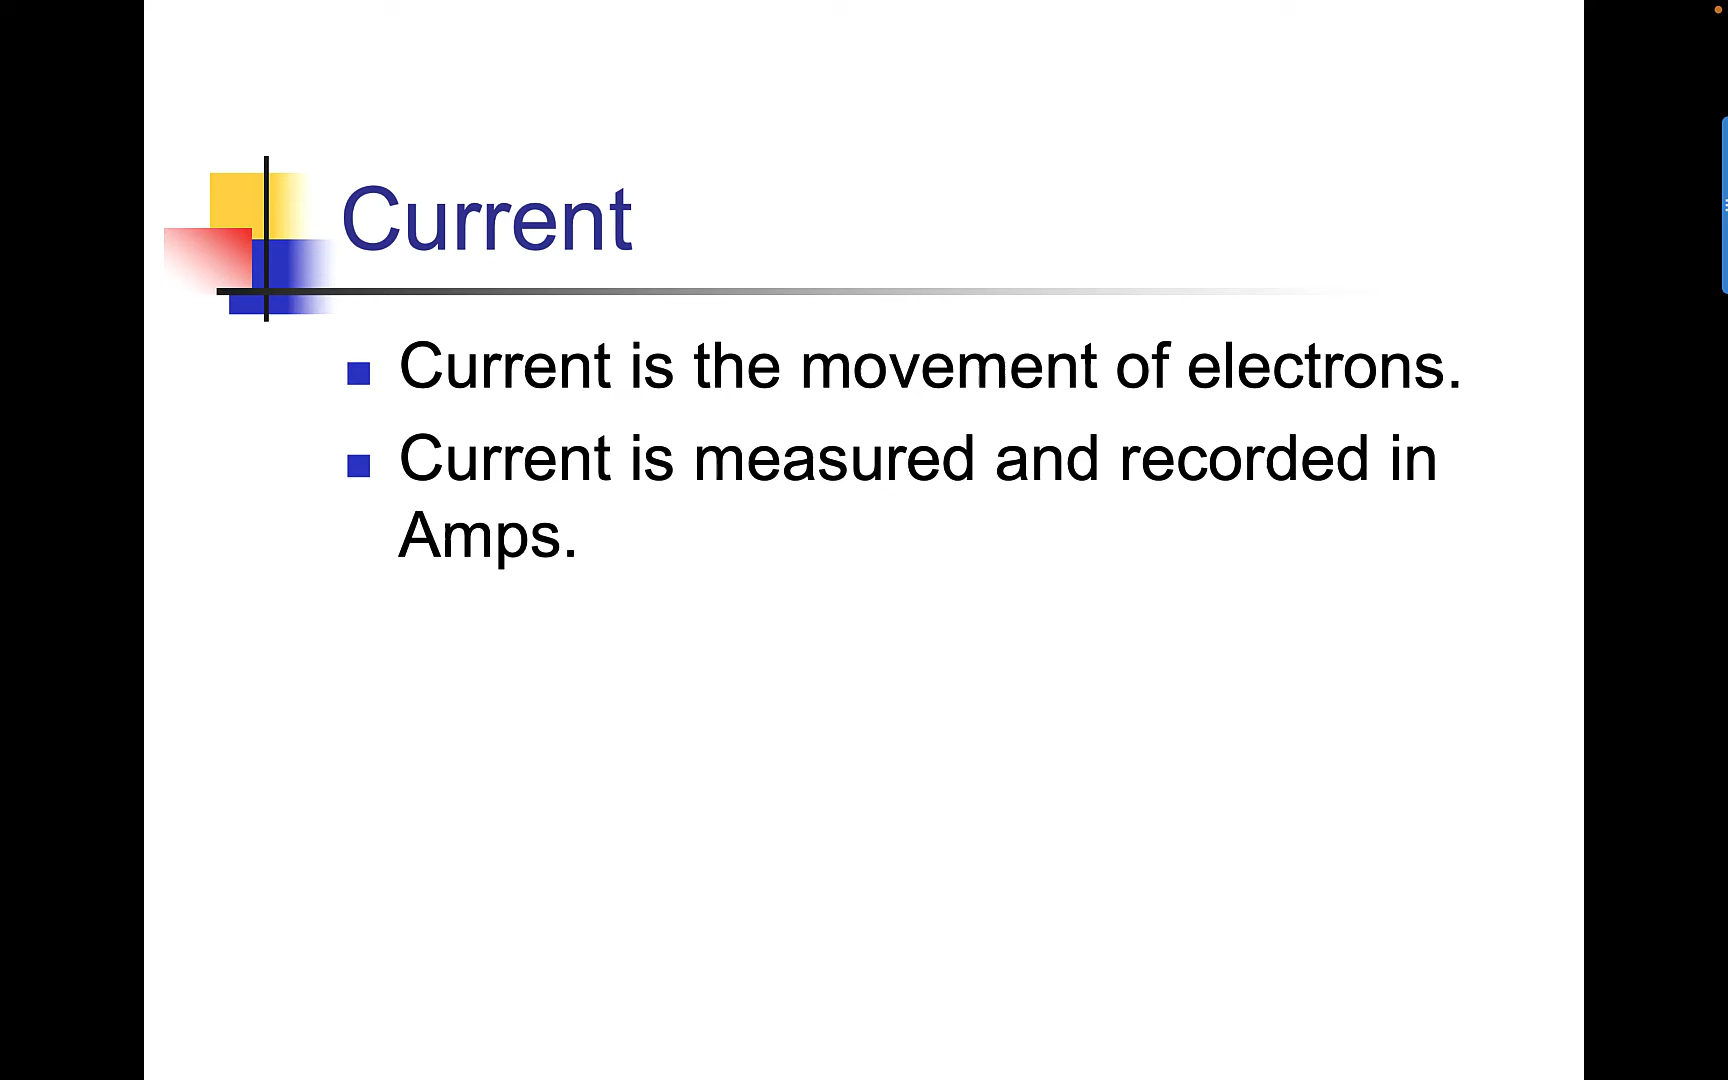 Current
Current is the movement of electrons.
Current is measured and recorded in
Amps.